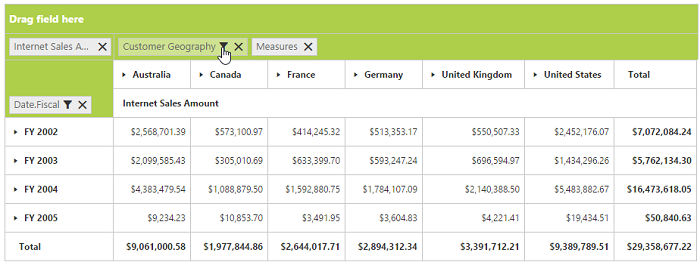 Drag field here
Internet Sales A... Customer Geography Measures
Australia Canada France Germany United Kingdom United States Total
Date.Fiscal Internet Sales Amount
FY 2002 $2,568,701.39 $573,100.97 $414,245.32 $513,353.17 $550,507.33 $2,452,176.07 $7,072,084.24
FY 2003 $2,099,585.43 $305,010.69 $633,399.70 $593,247.24 $696,594.97 $1,434,296.26 $5,762,134.30
FY 2004 $4,383,479.54 $1,088,879.50 $1,592,880.75 $1,784,107.09 $2,140,388.50 $5,483,882.67 $16,473,618.05
FY 2005 $9,234.23 $10,853.70 $3,491.95 $3,604.83 $4,221.41 $19,434.51 $50,840.63
Total $9,061,000.58 $1,977,844.86 $2,644,017.71 $2,894,312.34 $3,391,712.21 $9,389,789.51 $29,358,677.22